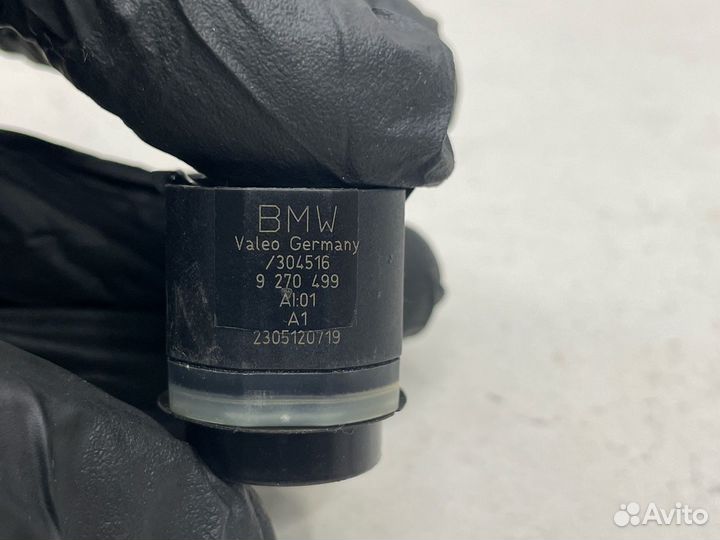 BMW
Valeo Germany
/304516
9 270 499
AI:01
A1
2305120719
Avito